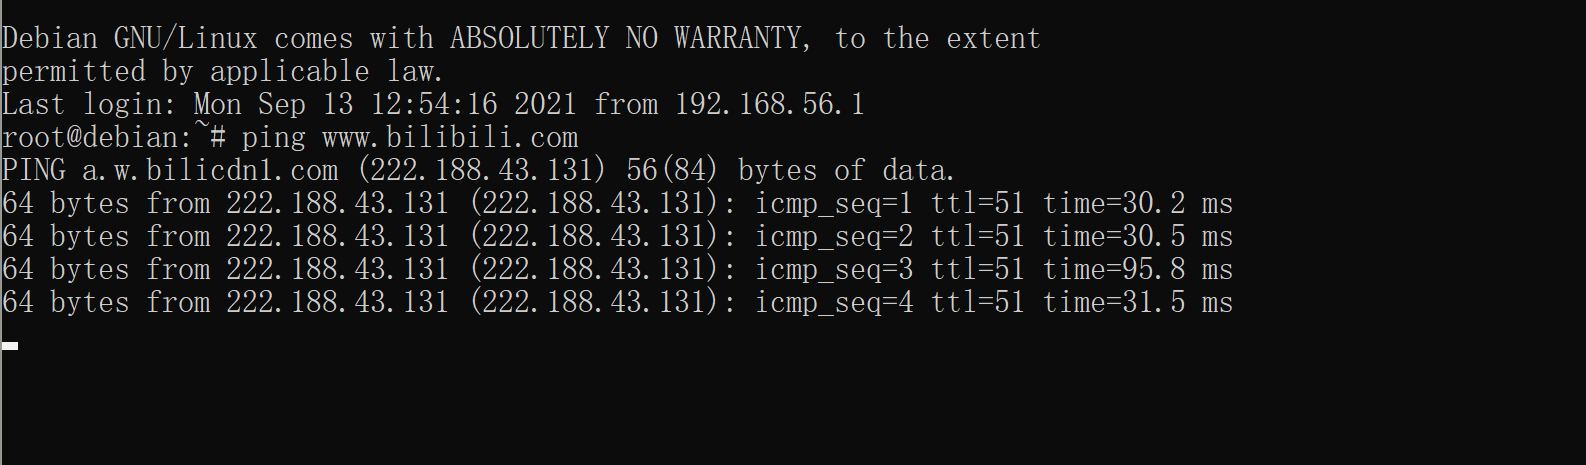 Debian GNU/Linux comes with ABSOLUTELY NO WARRANTY, to the extent
permitted by applicable law.
Last login: Mon Sep 13 12:54:16 2021 from 192.168.56.1
root@debian:~# ping www.bilibili.com
PING a.w.bilicdn1.com (222.188.43.131) 56(84) bytes of data.
64 bytes from 222.188.43.131 (222.188.43.131): icmp_seq=1 ttl=51 time=30.2 ms
64 bytes from 222.188.43.131 (222.188.43.131): icmp_seq=2 ttl=51 time=30.5 ms
64 bytes from 222.188.43.131 (222.188.43.131): icmp_seq=3 ttl=51 time=95.8 ms
64 bytes from 222.188.43.131 (222.188.43.131): icmp_seq=4 ttl=51 time=31.5 ms